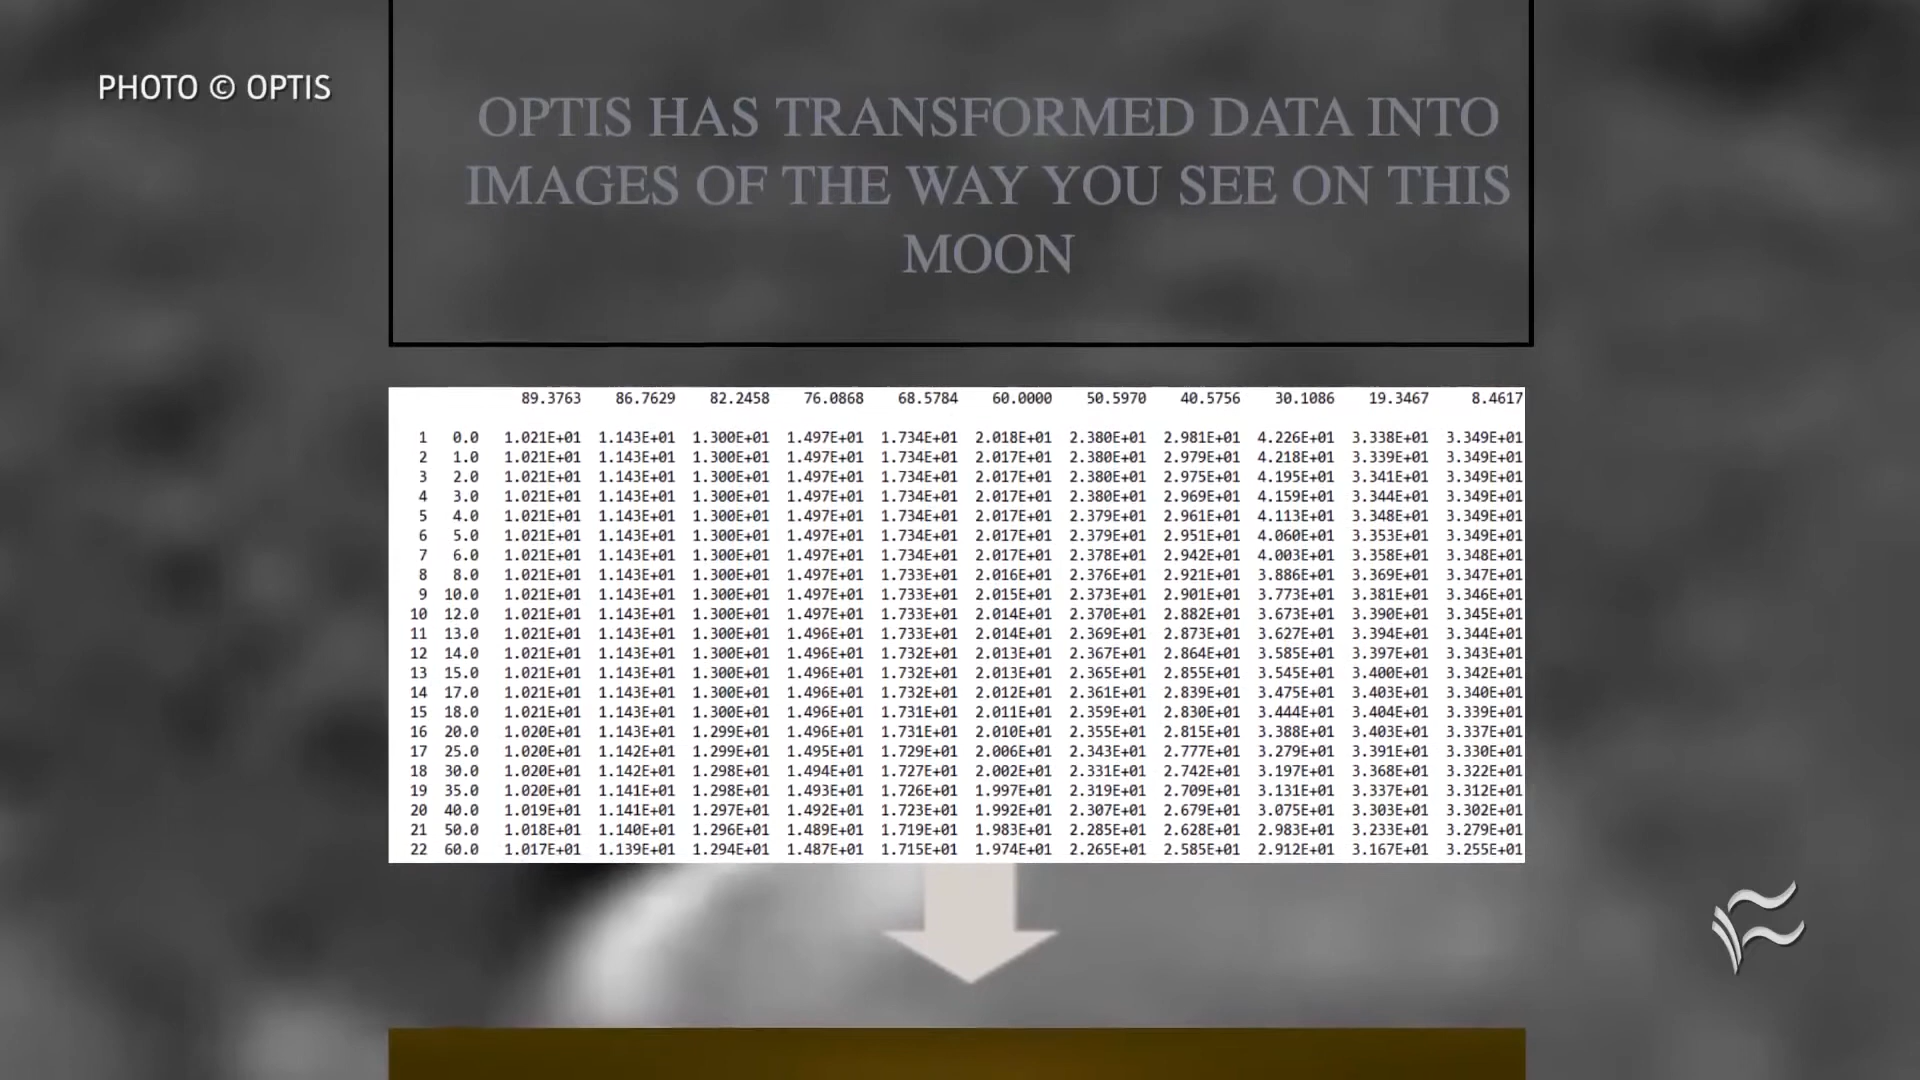 PHOTO © OPTIS
OPTIS HAS TRANSFORMED DATA INTO
IMAGES OF THE WAY YOU SEE ON THIS
MOON
89.3763 86.7629 82.2458 76.0868 68.5784 60.0000 50.5970 40.5756 30.1086 19.3467 8.4617
1 0.0 1.021E+01 1.143E+01 1.300E+01 1.497E+01 1.734E+01 2.018E+01 2.380E+01 2.981E+01 4.226E+01 3.338E+01 3.349E+01
2 1.0 1.021E+01 1.143E+01 1.300E+01 1.497E+01 1.734E+01 2.017E+01 2.380E+01 2.979E+01 4.218E+01 3.339E+01 3.349E+01
3 2.0 1.021E+01 1.143E+01 1.300E+01 1.497E+01 1.734E+01 2.017E+01 2.380E+01 2.975E+01 4.195E+01 3.341E+01 3.349E+01
4 3.0 1.021E+01 1.143E+01 1.300E+01 1.497E+01 1.734E+01 2.017E+01 2.380E+01 2.969E+01 4.159E+01 3.344E+01 3.349E+01
5 4.0 1.021E+01 1.143E+01 1.300E+01 1.497E+01 1.734E+01 2.017E+01 2.379E+01 2.961E+01 4.113E+01 3.348E+01 3.349E+01
6 5.0 1.021E+01 1.143E+01 1.300E+01 1.497E+01 1.734E+01 2.017E+01 2.379E+01 2.951E+01 4.060E+01 3.353E+01 3.349E+01
7 6.0 1.021E+01 1.143E+01 1.300E+01 1.497E+01 1.734E+01 2.017E+01 2.378E+01 2.942E+01 4.003E+01 3.358E+01 3.348E+01
8 8.0 1.021E+01 1.143E+01 1.300E+01 1.497E+01 1.733E+01 2.016E+01 2.376E+01 2.921E+01 3.886E+01 3.369E+01 3.347E+01
9 10.0 1.021E+01 1.143E+01 1.300E+01 1.497E+01 1.733E+01 2.015E+01 2.373E+01 2.901E+01 3.773E+01 3.381E+01 3.346E+01
10 12.0 1.021E+01 1.143E+01 1.300E+01 1.497E+01 1.733E+01 2.014E+01 2.370E+01 2.882E+01 3.673E+01 3.390E+01 3.345E+01
11 13.0 1.021E+01 1.143E+01 1.300E+01 1.496E+01 1.733E+01 2.014E+01 2.369E+01 2.873E+01 3.627E+01 3.394E+01 3.344E+01
12 14.0 1.021E+01 1.143E+01 1.300E+01 1.496E+01 1.732E+01 2.013E+01 2.367E+01 2.864E+01 3.585E+01 3.397E+01 3.343E+01
13 15.0 1.021E+01 1.143E+01 1.300E+01 1.496E+01 1.732E+01 2.013E+01 2.365E+01 2.855E+01 3.545E+01 3.400E+01 3.342E+01
14 17.0 1.021E+01 1.143E+01 1.300E+01 1.496E+01 1.732E+01 2.012E+01 2.361E+01 2.839E+01 3.475E+01 3.403E+01 3.340E+01
15 18.0 1.021E+01 1.143E+01 1.300E+01 1.496E+01 1.731E+01 2.011E+01 2.359E+01 2.830E+01 3.444E+01 3.404E+01 3.339E+01
16 20.0 1.020E+01 1.143E+01 1.299E+01 1.496E+01 1.731E+01 2.010E+01 2.355E+01 2.815E+01 3.388E+01 3.403E+01 3.337E+01
17 25.0 1.020E+01 1.142E+01 1.299E+01 1.495E+01 1.729E+01 2.006E+01 2.343E+01 2.777E+01 3.279E+01 3.391E+01 3.330E+01
18 30.0 1.020E+01 1.142E+01 1.298E+01 1.494E+01 1.727E+01 2.002E+01 2.331E+01 2.742E+01 3.197E+01 3.368E+01 3.322E+01
19 35.0 1.020E+01 1.141E+01 1.298E+01 1.493E+01 1.726E+01 1.997E+01 2.319E+01 2.709E+01 3.131E+01 3.337E+01 3.312E+01
20 40.0 1.019E+01 1.141E+01 1.297E+01 1.492E+01 1.723E+01 1.992E+01 2.307E+01 2.679E+01 3.075E+01 3.303E+01 3.302E+01
21 50.0 1.018E+01 1.140E+01 1.296E+01 1.489E+01 1.719E+01 1.983E+01 2.285E+01 2.628E+01 2.983E+01 3.233E+01 3.279E+01
22 60.0 1.017E+01 1.139E+01 1.294E+01 1.487E+01 1.715E+01 1.974E+01 2.265E+01 2.585E+01 2.912E+01 3.167E+01 3.255E+01